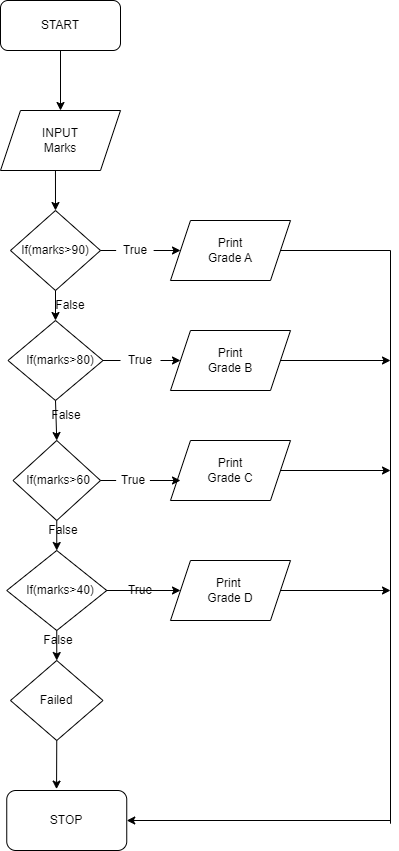 START
INPUT
Marks
If(marks>90)
True
Print
Grade A
False
If(marks>80)
True
Print
Grade B
False
If(marks>60
True
Print
Grade C
False
If(marks>40)
True
Print
Grade D
False
Failed
STOP